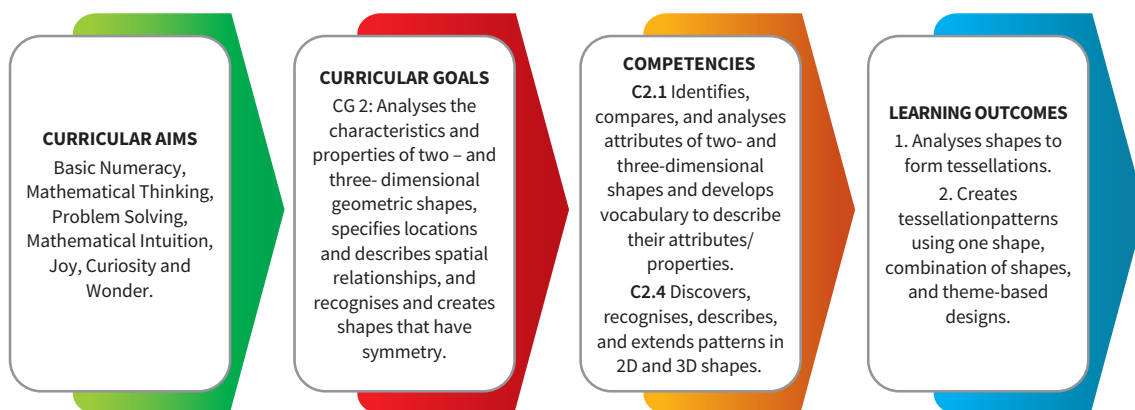 CURRICULAR AIMS
Basic Numeracy,
Mathematical Thinking,
Problem Solving,
Mathematical Intuition,
Joy, Curiosity and
Wonder.
CURRICULAR GOALS
CG 2: Analyses the
characteristics and
properties of two – and
three- dimensional
geometric shapes,
specifies locations
and describes spatial
relationships, and
recognises and creates
shapes that have
symmetry.
COMPETENCIES
C2.1 Identifies,
compares, and analyses
attributes of two- and
three-dimensional
shapes and develops
vocabulary to describe
their attributes/
properties.
C2.4 Discovers,
recognises, describes,
and extends patterns in
2D and 3D shapes.
LEARNING OUTCOMES
1. Analyses shapes to
form tessellations.
2. Creates
tessellationpatterns
using one shape,
combination of shapes,
and theme-based
designs.